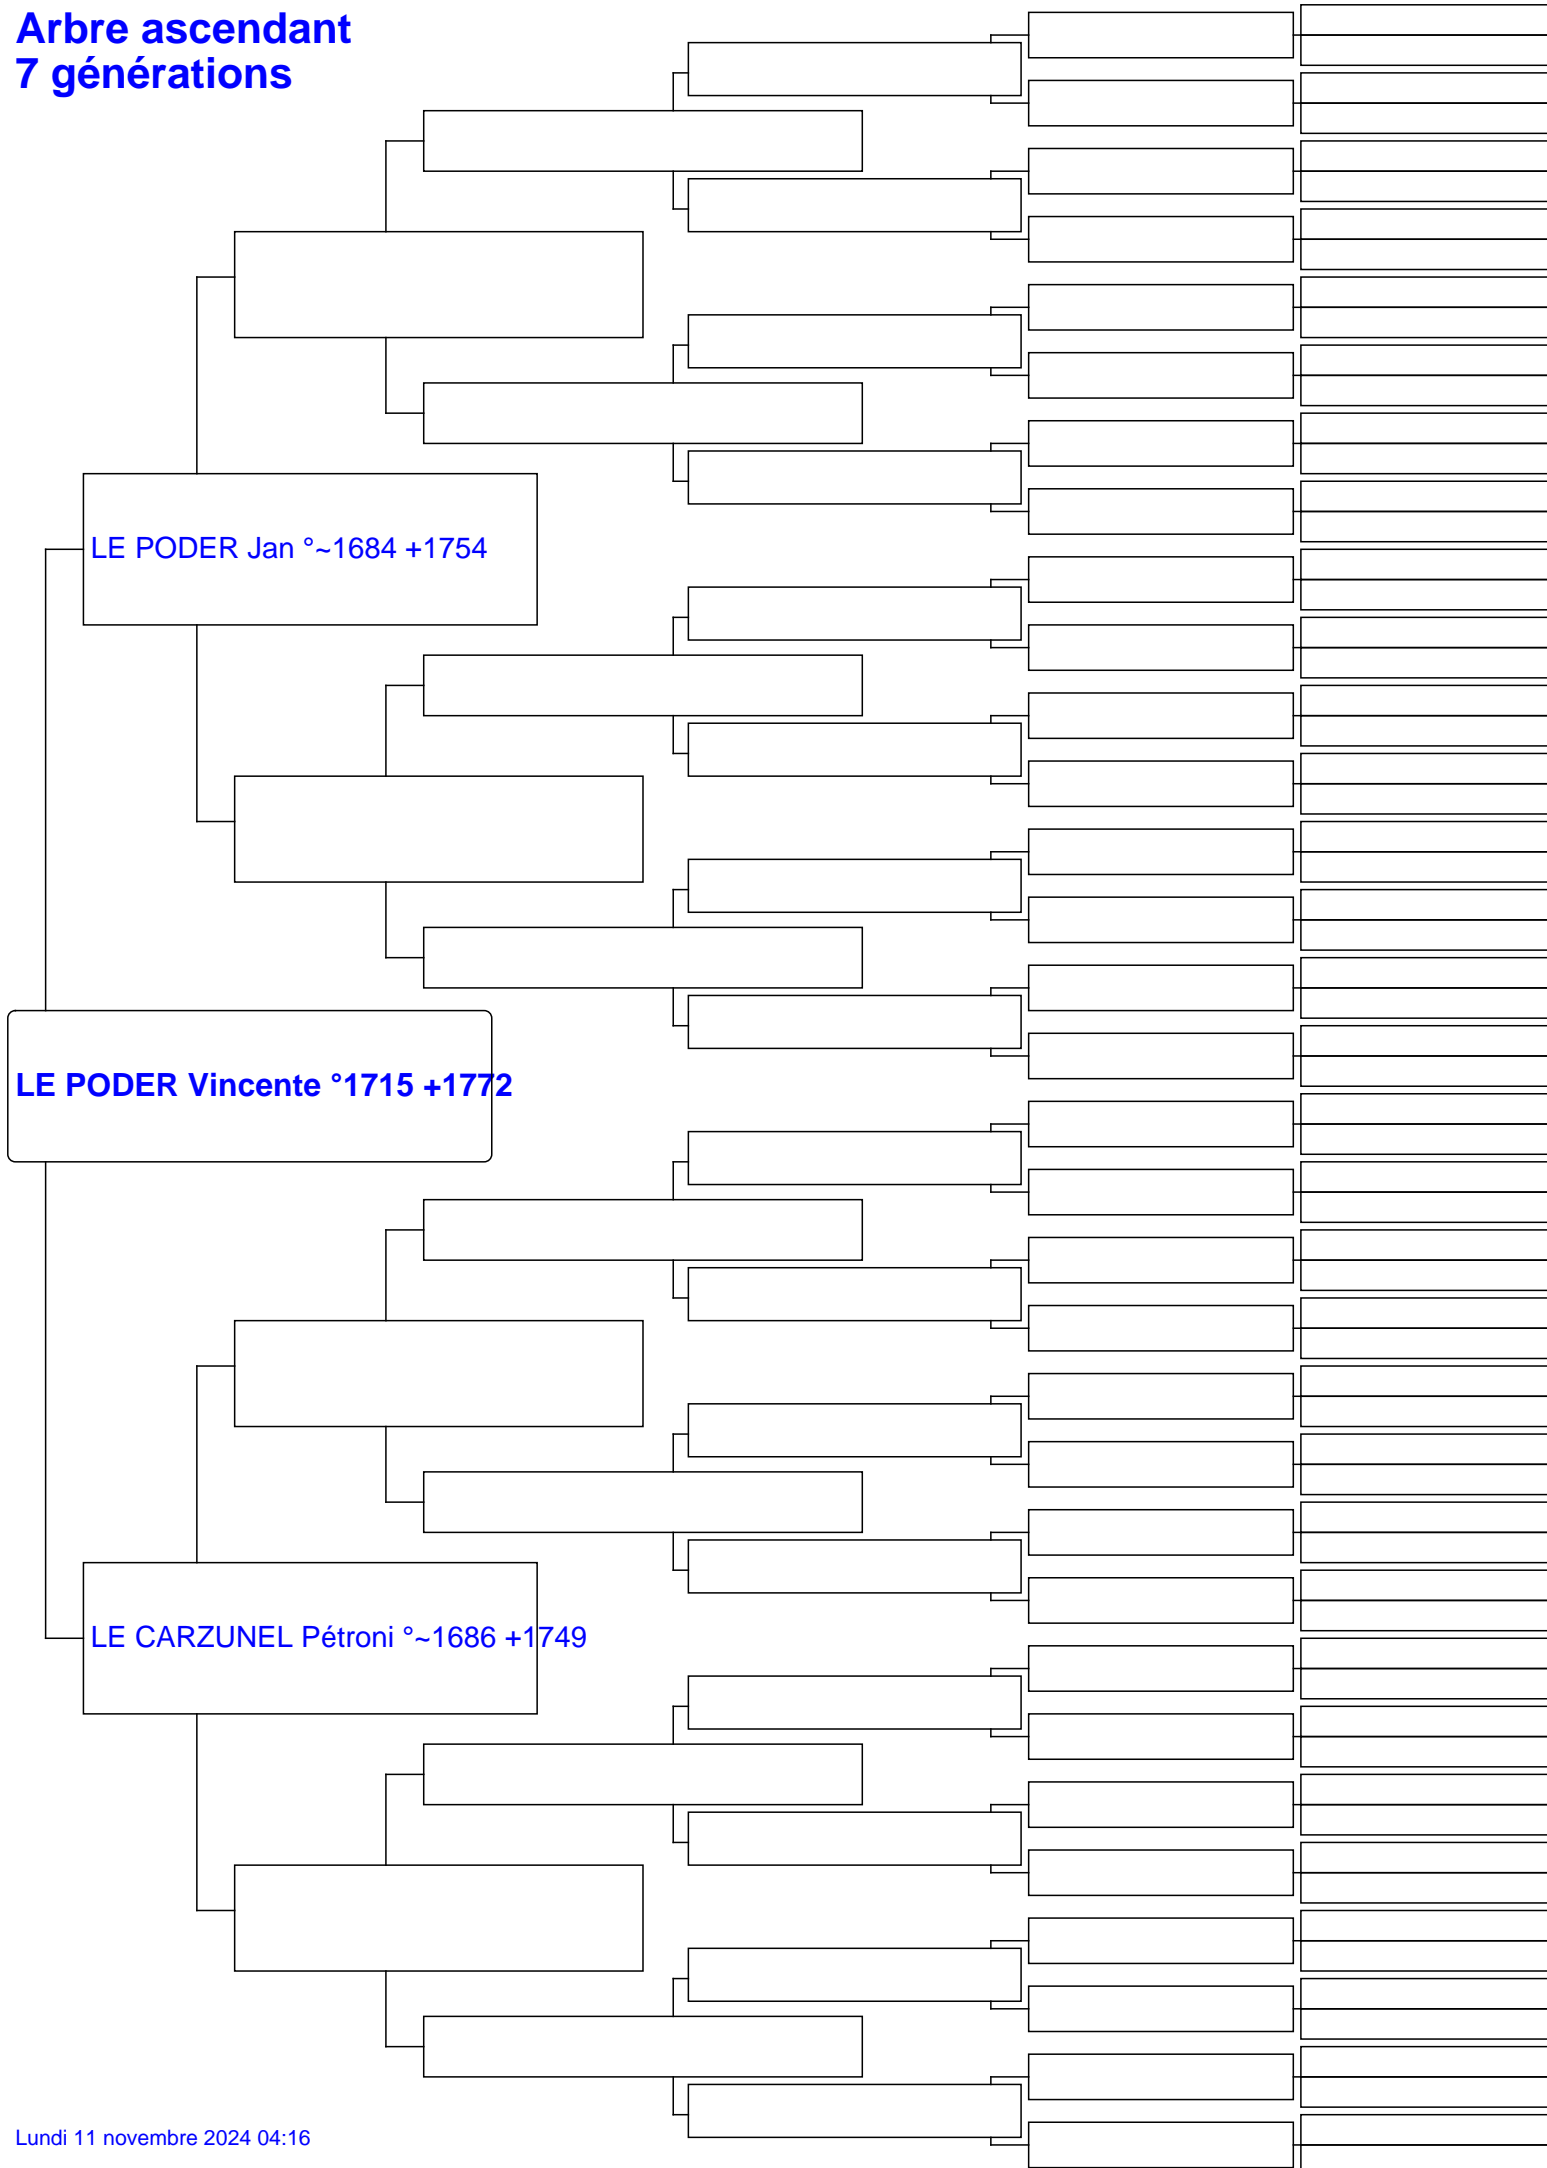 Arbre ascendant
7 générations
LE PODER Jan °~1684 +1754
LE PODER Vincente °1715 +1772
LE CARZUNEL Pétroni °~1686 +1749
Lundi 11 novembre 2024 04:16